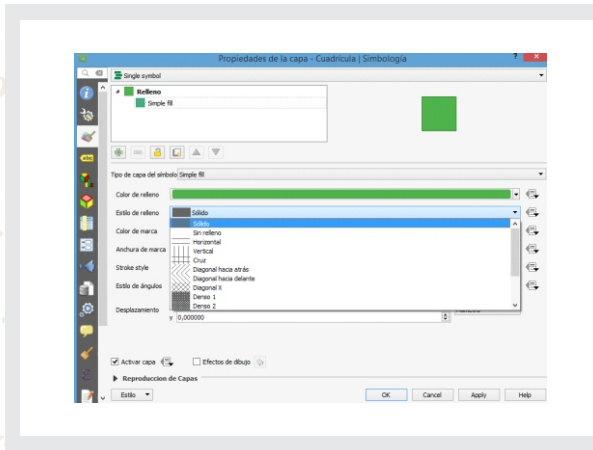 Propiedades de la capa - Cuadrícula | Simbología
?
Single symbol
Relleno
Simple fill
Tipo de capa del símbolo Simple fill
Color de relleno
Estilo de relleno Sólido
Sólido
Color de marca Sin relleno
Horizontal
Anchura de marca Vertical
Cruz
Stroke style Diagonal hacia atrás
Diagonal hacia delante
Estilo de ángulos Diagonal X
Denso 1
Desplazamiento Denso 2
y 0,000000
Activar capa Efectos de dibujo
Reproduccion de Capas
Estilo OK Cancel Apply Help